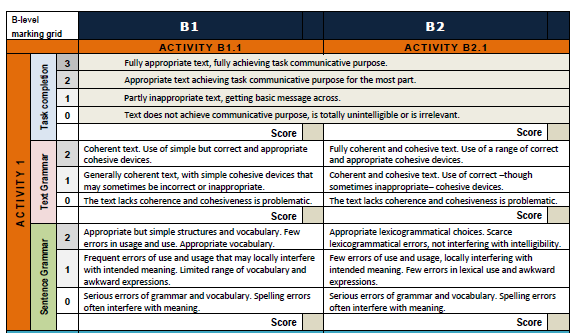 B-level
marking grid
B1
B2
ACTIVITY B1.1
ACTIVITY B2.1
ACTIVITY 1
Task completion
3
Fully appropriate text, fully achieving task communicative purpose.
2
Appropriate text achieving task communicative purpose for the most part.
1
Partly inappropriate text, getting basic message across.
0
Text does not achieve communicative purpose, is totally unintelligible or is irrelevant.
Score
Score
Text Grammar
2
Coherent text. Use of simple but correct and appropriate
cohesive devices.
Fully coherent and cohesive text. Use of a range of correct
and appropriate cohesive devices.
1
Generally coherent text, with simple cohesive devices that
may sometimes be incorrect or inappropriate.
Coherent and cohesive text. Use of correct –though
sometimes inappropriate– cohesive devices.
0
The text lacks coherence and cohesiveness is problematic.
The text lacks coherence and cohesiveness is problematic.
Score
Score
Sentence Grammar
2
Appropriate but simple structures and vocabulary. Few
errors in usage and use. Appropriate vocabulary.
Appropriate lexicogrammatical choices. Scarce
lexicogrammatical errors, not interfering with intelligibility.
1
Frequent errors of use and usage that may locally interfere
with intended meaning. Limited range of vocabulary and
awkward expressions.
Few errors of use and usage, locally interfering with
intended meaning. Few errors in lexical use and awkward
expressions.
0
Serious errors of grammar and vocabulary. Spelling errors
often interfere with meaning.
Serious errors of grammar and vocabulary. Spelling errors
often interfere with meaning.
Score
Score